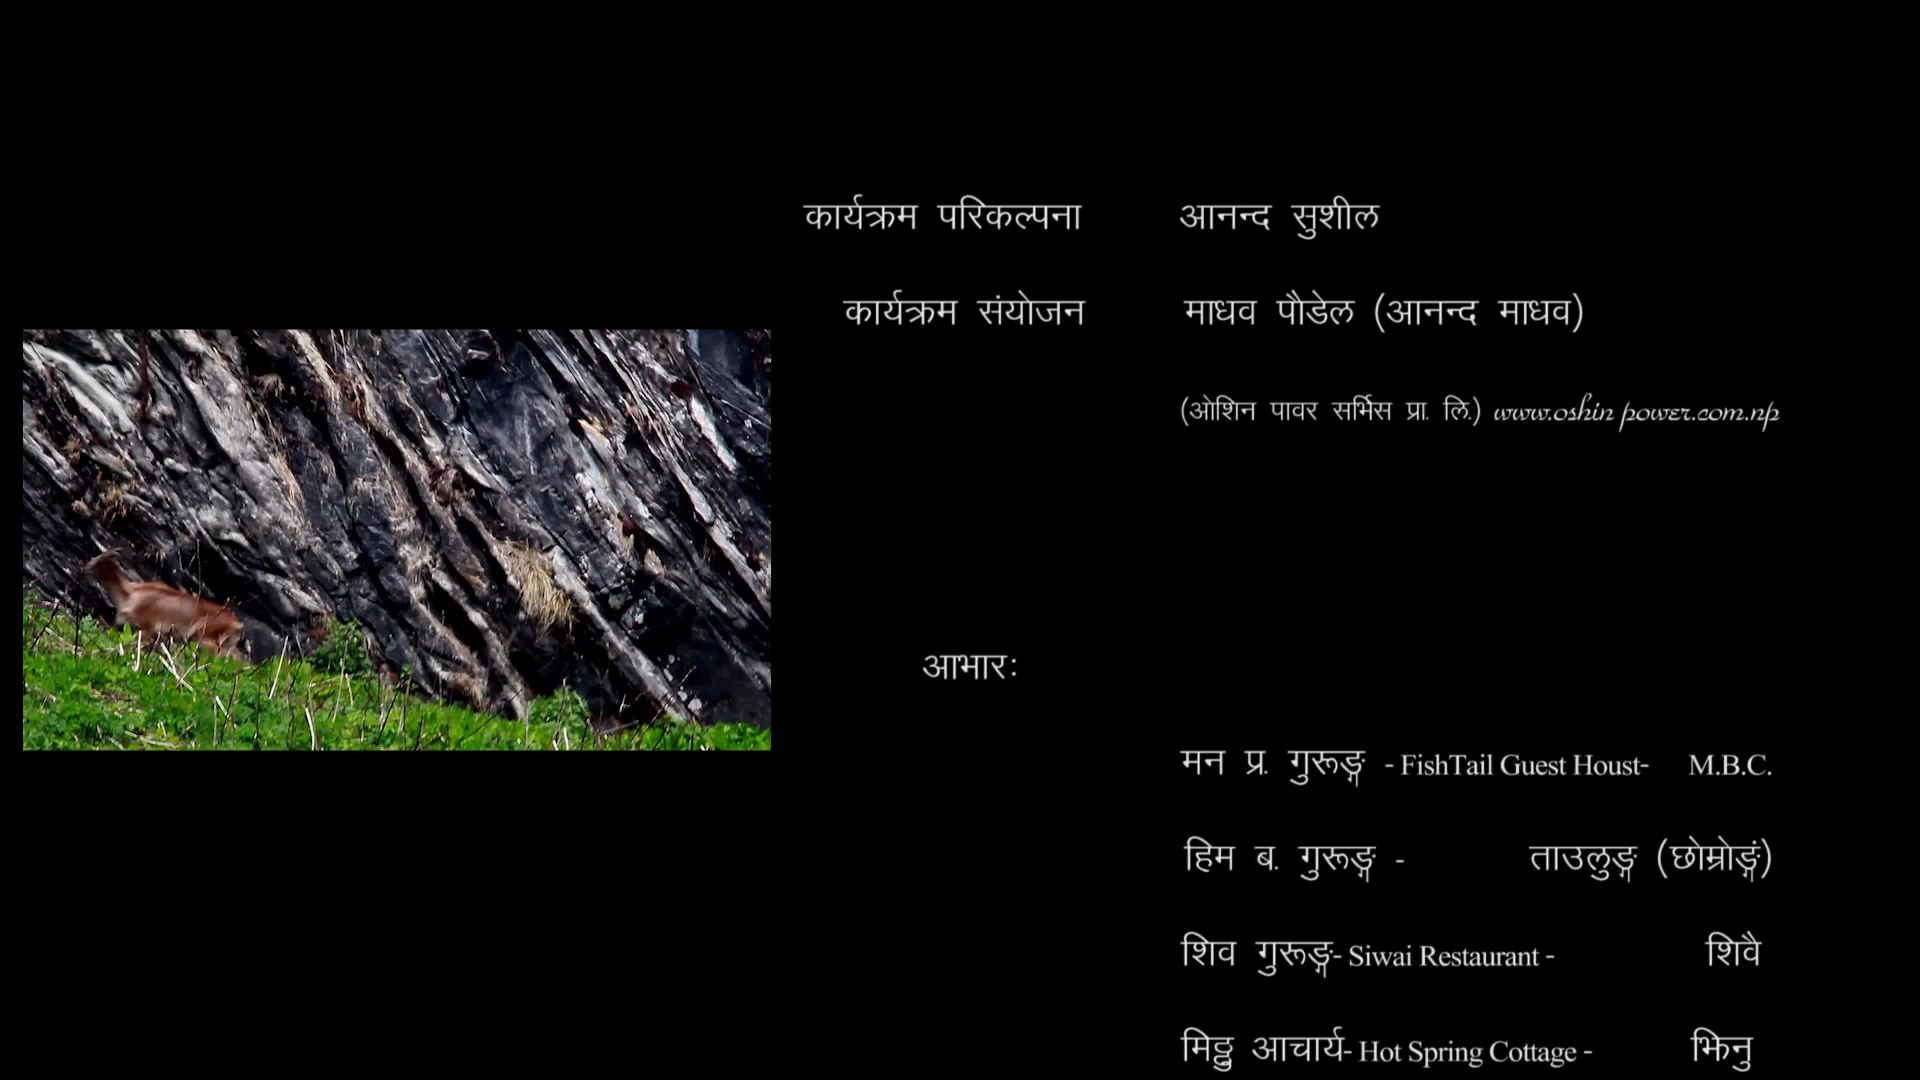 कार्यक्रम परिकल्पना आनन्द सुशील
कार्यक्रम संयोजन माधव पौडेल (आनन्द माधव)
(ओशिन पावर सर्भिस प्रा. लि.) www.oshin power.com.np
आभारः
मन प्र. गुरूङ्ग - FishTail Guest Houst- M.B.C.
हिम ब. गुरूङ्ग - ताउलुङ्ग (छोम्रोङ्गं)
शिव गुरूङ्ग- Siwai Restaurant - शिवै
मिठ्ठु आचार्य- Hot Spring Cottage - झिनु